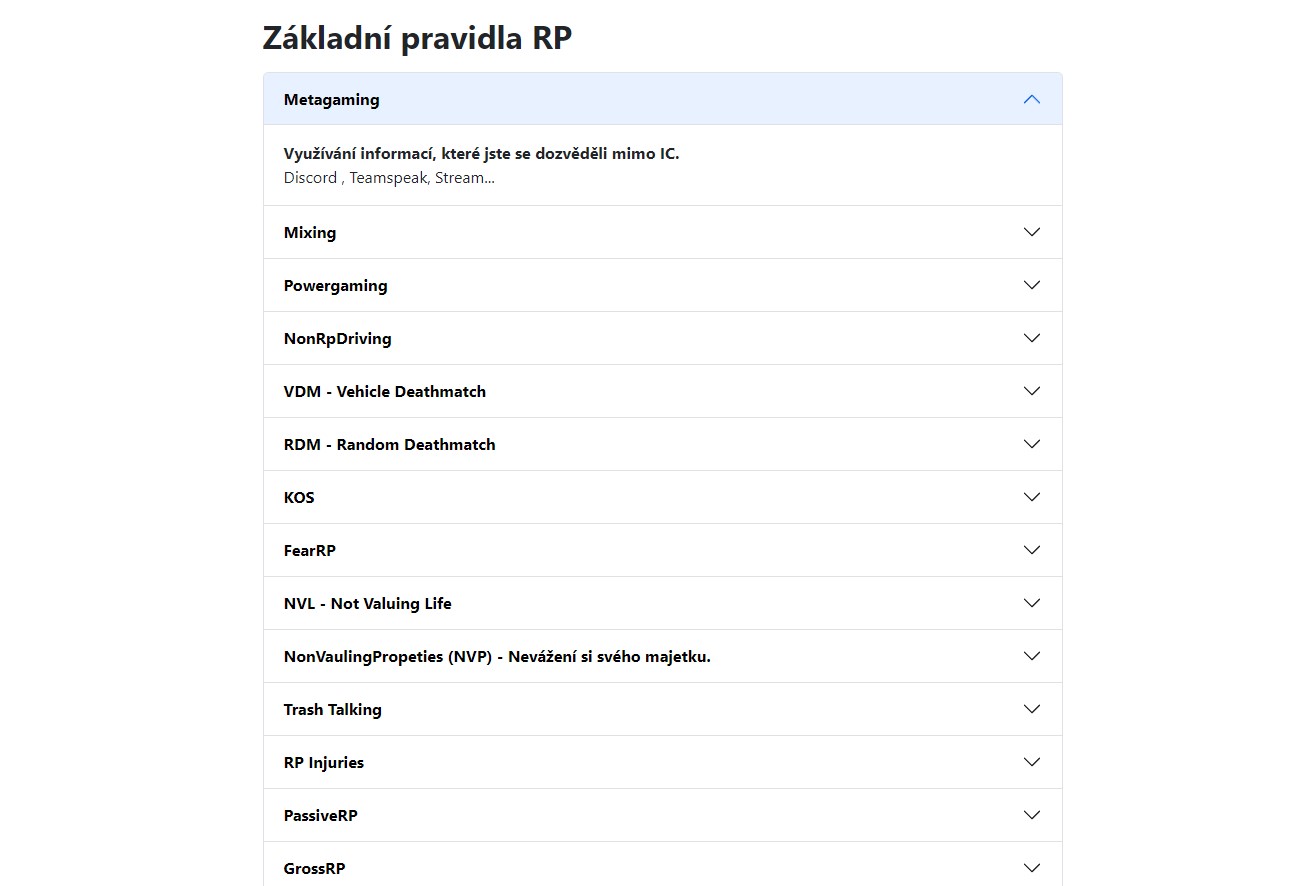 Základní pravidla RP
Metagaming
Využívání informací, které jste se dozvěděli mimo IC.
Discord , Teamspeak, Stream...
Mixing
Powergaming
NonRpDriving
VDM - Vehicle Deathmatch
RDM - Random Deathmatch
KOS
FearRP
NVL - Not Valuing Life
NonVaulingPropeties (NVP) - Nevážení si svého majetku.
Trash Talking
RP Injuries
PassiveRP
GrossRP